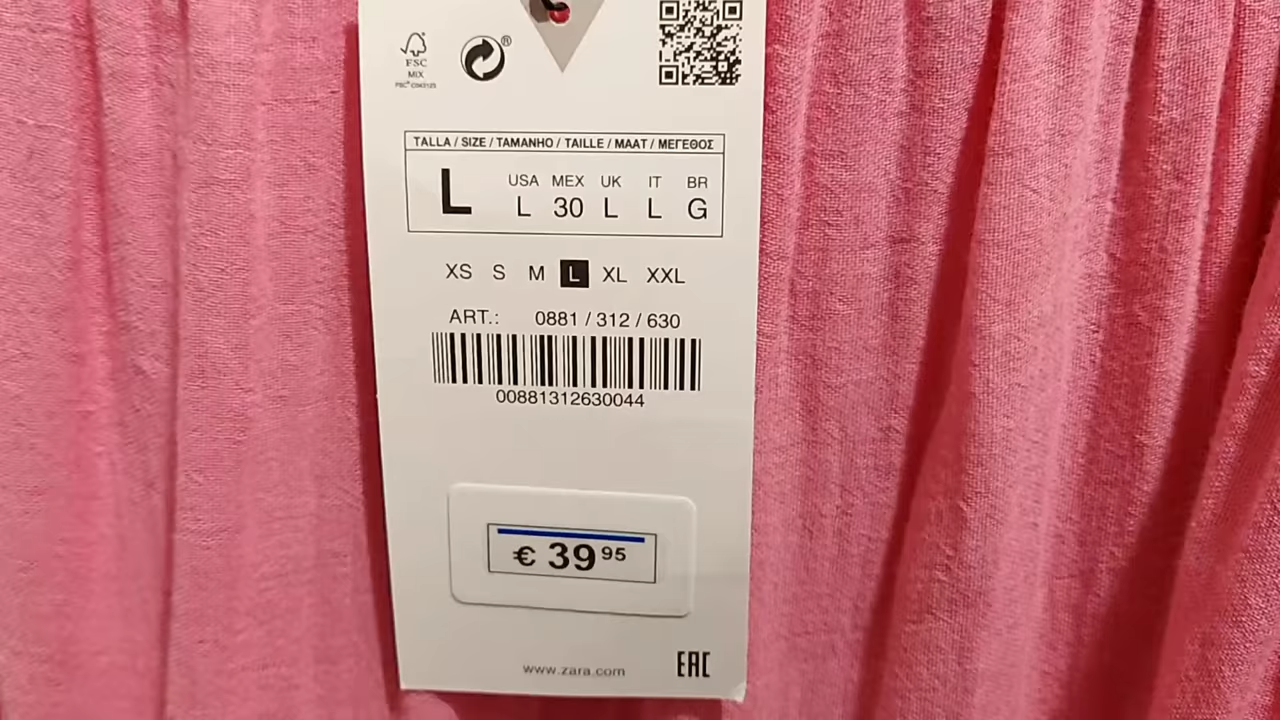 FSC
MIX
FSC® C043125
®
TALLA / SIZE / TAMANHO / TAILLE / MAAT / ΜΕΓΕΘΟΣ
L
USA MEX UK IT BR
L 30 L L G
XS S M L XL XXL
ART.: 0881 / 312 / 630
00881312630044
€ 39 95
www.zara.com
EAC